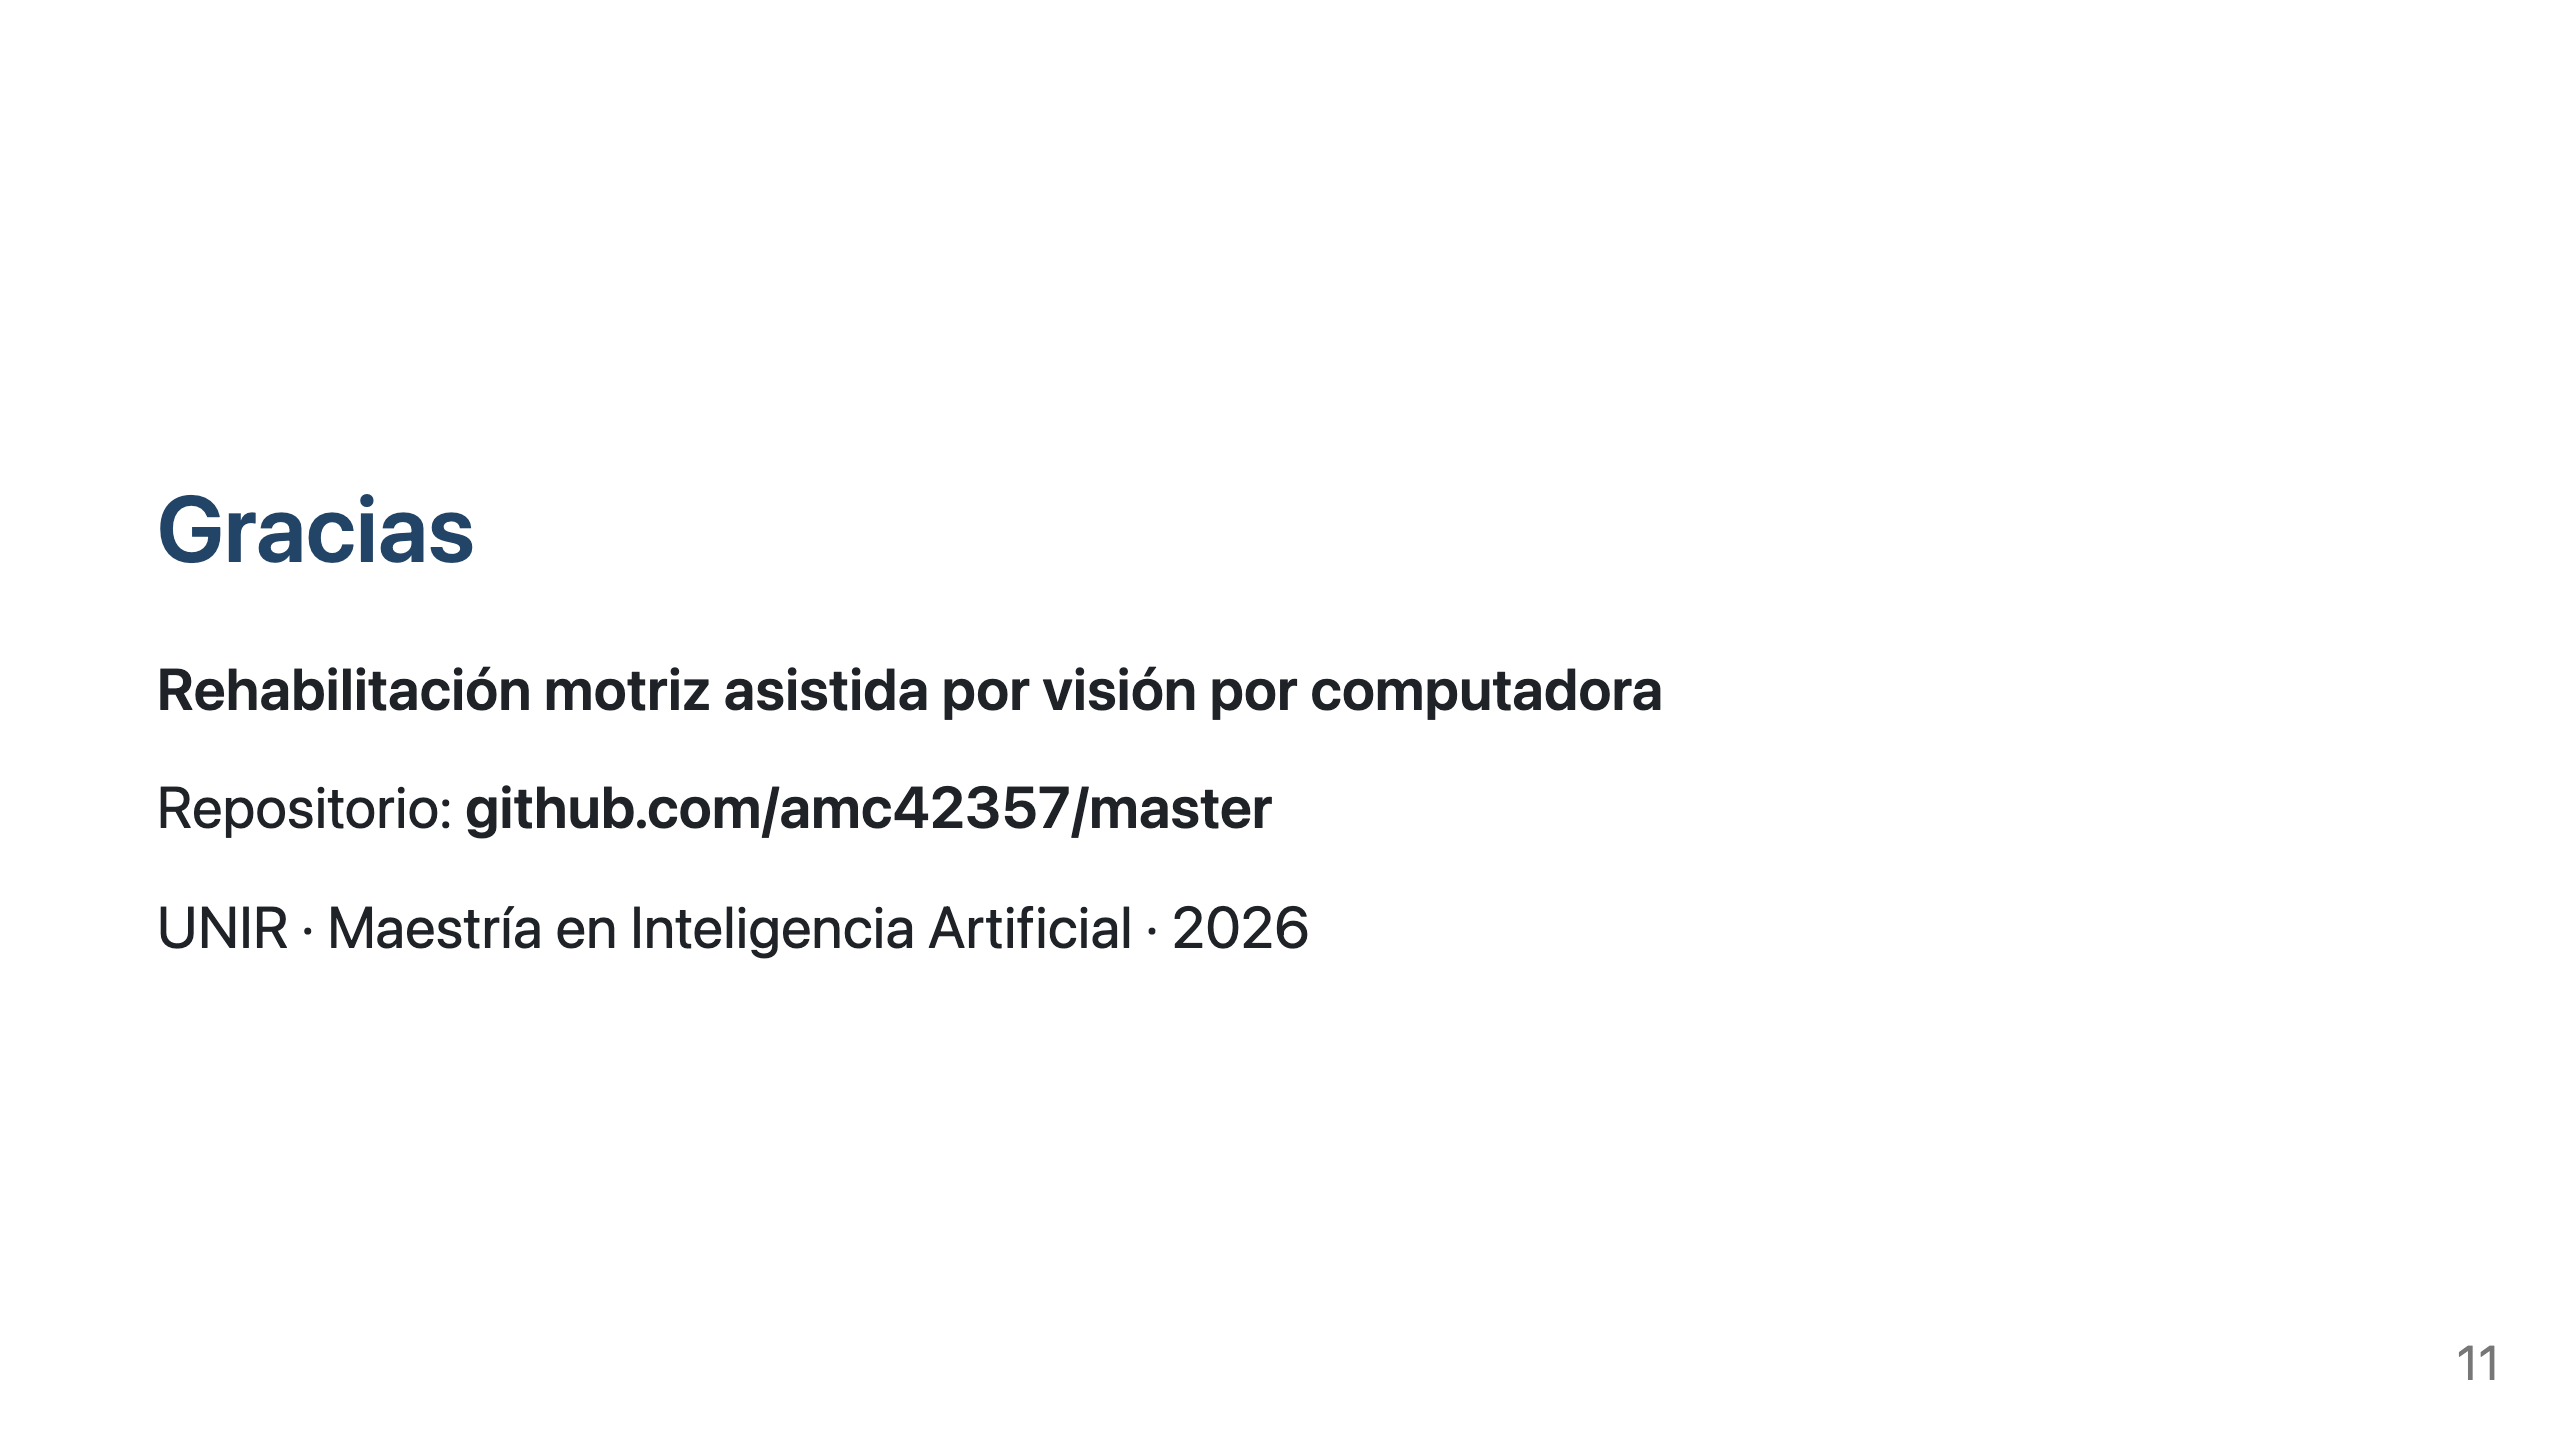 Gracias
Rehabilitación motriz asistida por visión por computadora
Repositorio: github.com/amc42357/master
UNIR · Maestría en Inteligencia Artificial · 2026
11